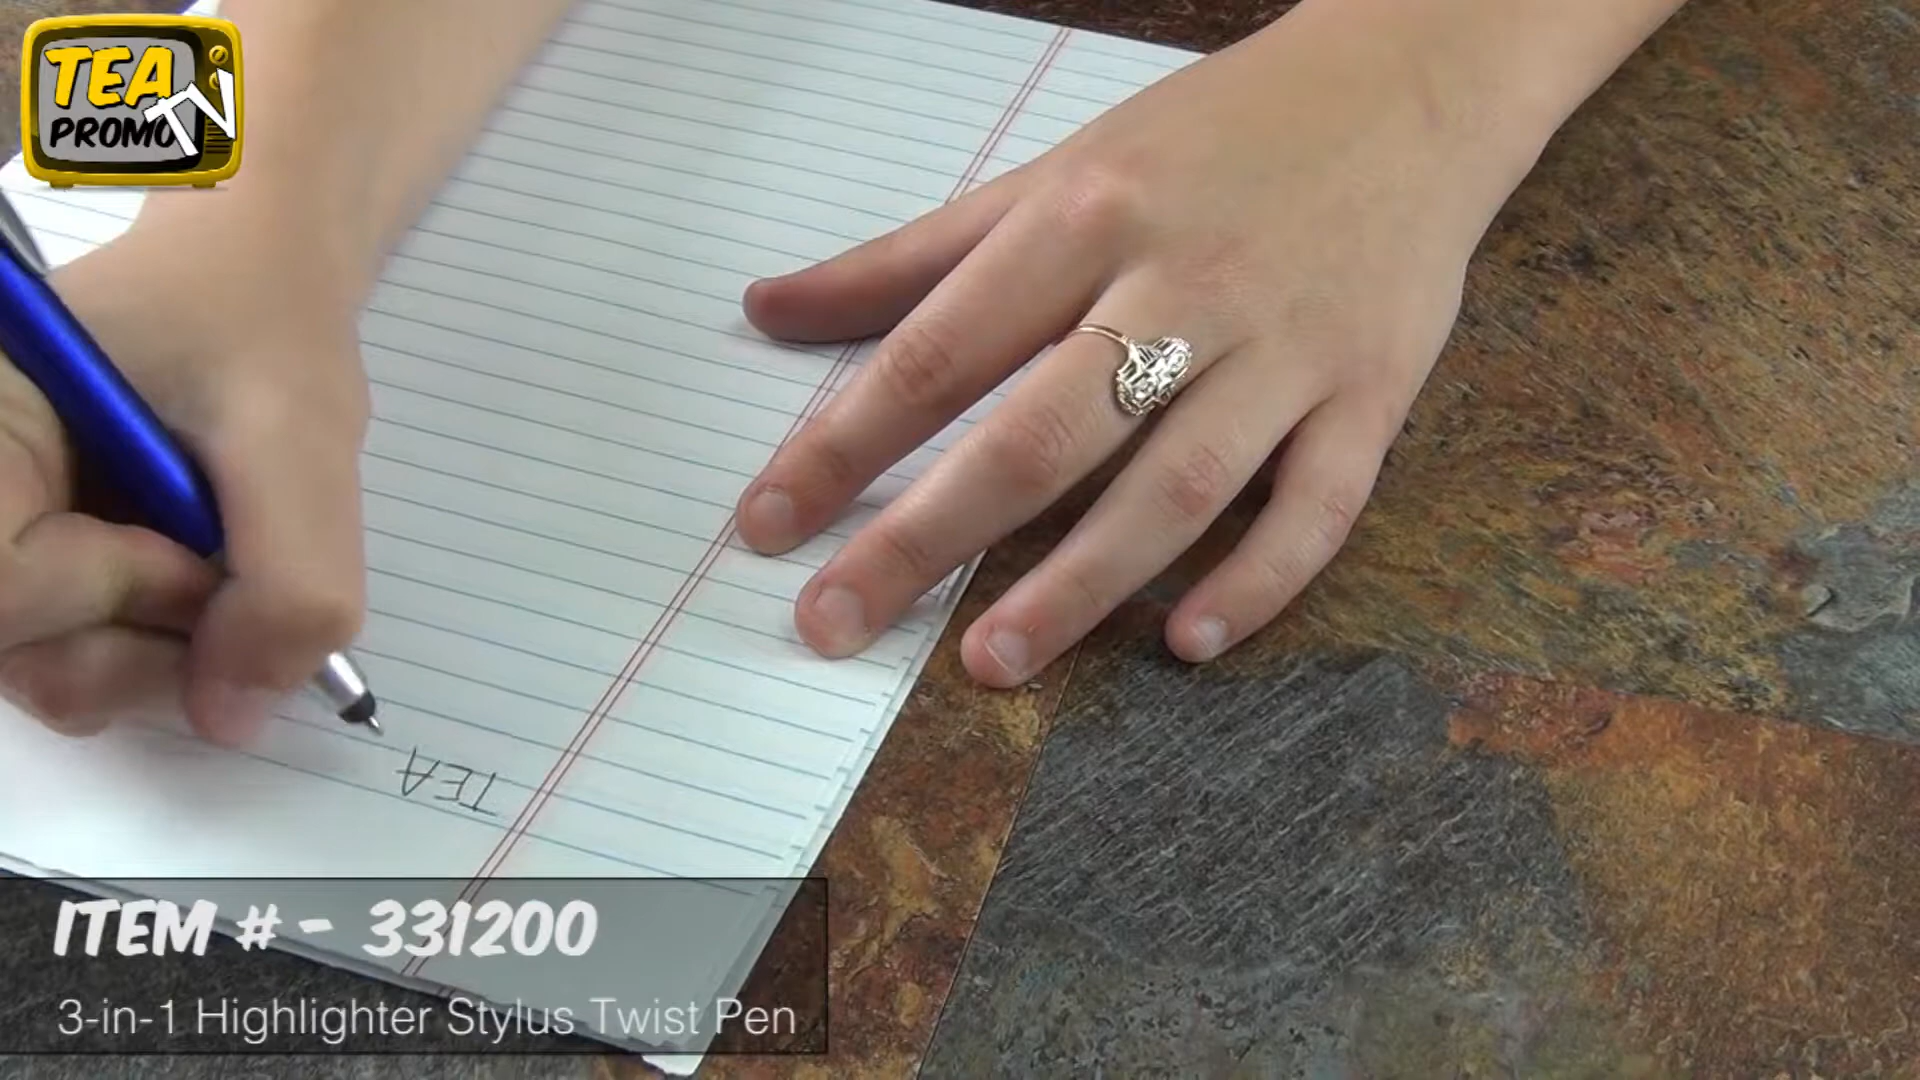 TEA
PROMO TV
TEA
ITEM # - 331200
3-in-1 Highlighter Stylus Twist Pen